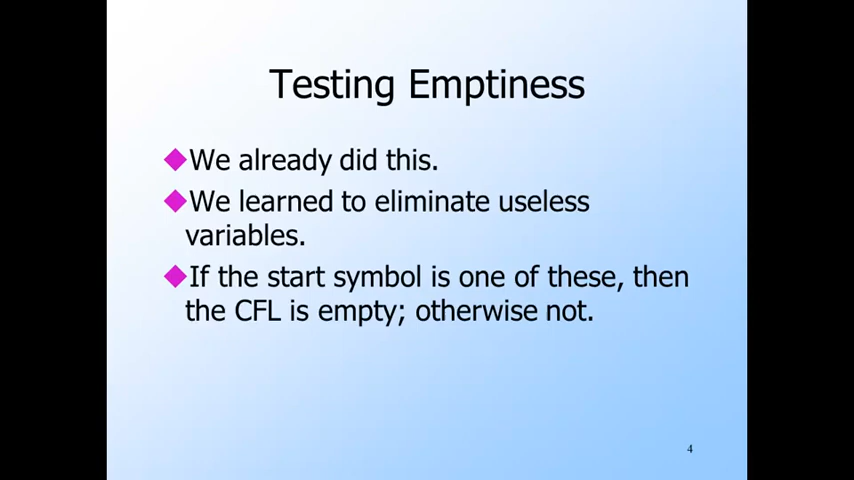 Testing Emptiness
We already did this.
We learned to eliminate useless
variables.
If the start symbol is one of these, then
the CFL is empty; otherwise not.
4